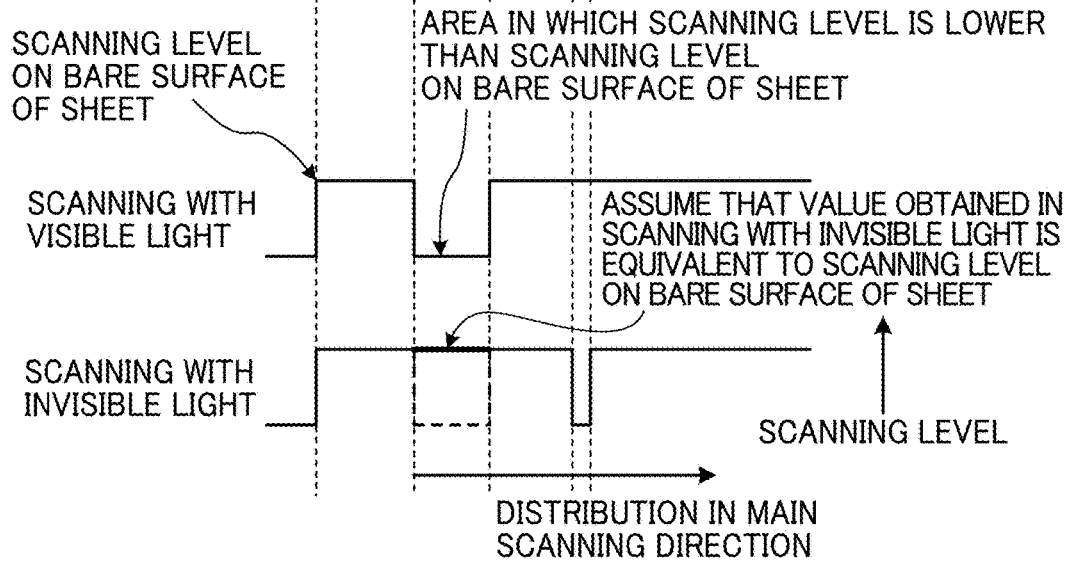 SCANNING LEVEL
ON BARE SURFACE
OF SHEET
AREA IN WHICH SCANNING LEVEL IS LOWER
THAN SCANNING LEVEL
ON BARE SURFACE OF SHEET
SCANNING WITH
VISIBLE LIGHT
ASSUME THAT VALUE OBTAINED IN
SCANNING WITH INVISIBLE LIGHT IS
EQUIVALENT TO SCANNING LEVEL
ON BARE SURFACE OF SHEET
SCANNING WITH
INVISIBLE LIGHT
SCANNING LEVEL
DISTRIBUTION IN MAIN
SCANNING DIRECTION